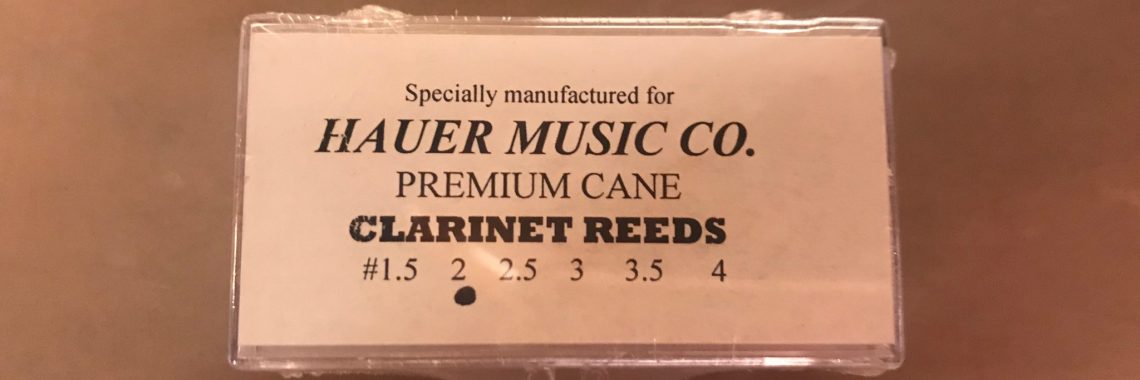 Specially manufactured for
HAUER MUSIC CO.
PREMIUM CANE
CLARINET REEDS
#1.5 2 2.5 3 3.5 4